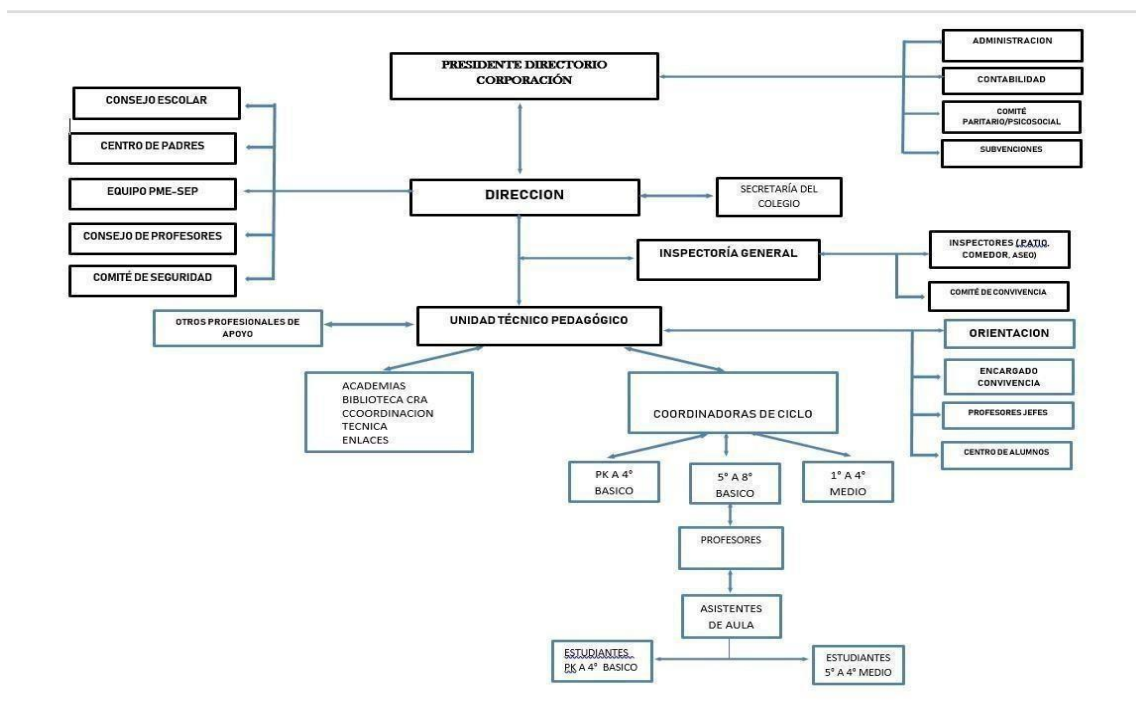 PRESIDENTE DIRECTORIO
CORPORACIÓN
ADMINISTRACION
CONTABILIDAD
COMITÉ
PARITARIO/PSICOSOCIAL
SUBVENCIONES
CONSEJO ESCOLAR
CENTRO DE PADRES
EQUIPO PME-SEP
CONSEJO DE PROFESORES
COMITÉ DE SEGURIDAD
DIRECCION
SECRETARÍA DEL
COLEGIO
INSPECTORÍA GENERAL
INSPECTORES (.PATIO,
COMEDOR, ASEO)
COMITÉ DE CONVIVENCIA
OTROS PROFESIONALES DE
APOYO
UNIDAD TÉCNICO PEDAGÓGICO
ORIENTACION
ENCARGADO
CONVIVENCIA
PROFESORES JEFES
CENTRO DE ALUMNOS
ACADEMIAS
BIBLIOTECA CRA
CCOORDINACION
TECNICA
ENLACES
COORDINADORAS DE CICLO
PK A 4°
BASICO
5° A 8°
BASICO
1° A 4°
MEDIO
PROFESORES
ASISTENTES
DE AULA
ESTUDIANTES
PK A 4° BASICO
ESTUDIANTES
5° A 4° MEDIO